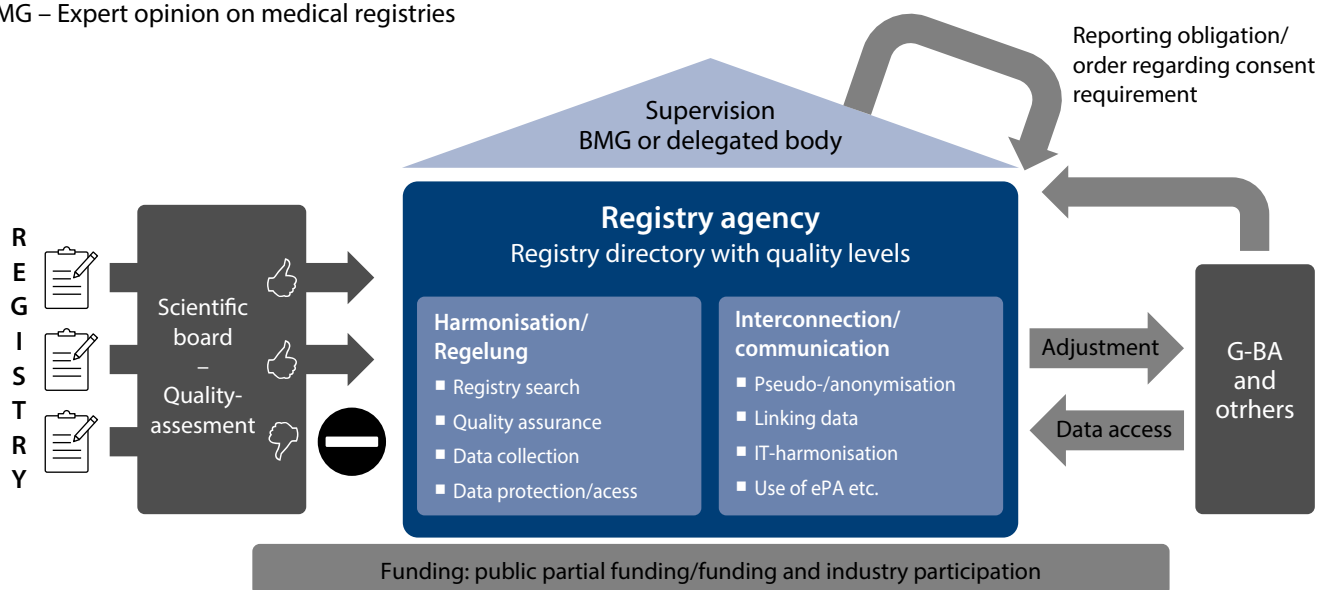 MG – Expert opinion on medical registries
Reporting obligation/
order regarding consent
requirement
Supervision
BMG or delegated body
REGISTRY
Scientific
board
–
Quality-
assesment
Registry agency
Registry directory with quality levels
Harmonisation/
Regelung
■ Registry search
■ Quality assurance
■ Data collection
■ Data protection/acess
Interconnection/
communication
■ Pseudo-/anonymisation
■ Linking data
■ IT-harmonisation
■ Use of ePA etc.
Adjustment
Data access
G-BA
and
otrhers
Funding: public partial funding/funding and industry participation